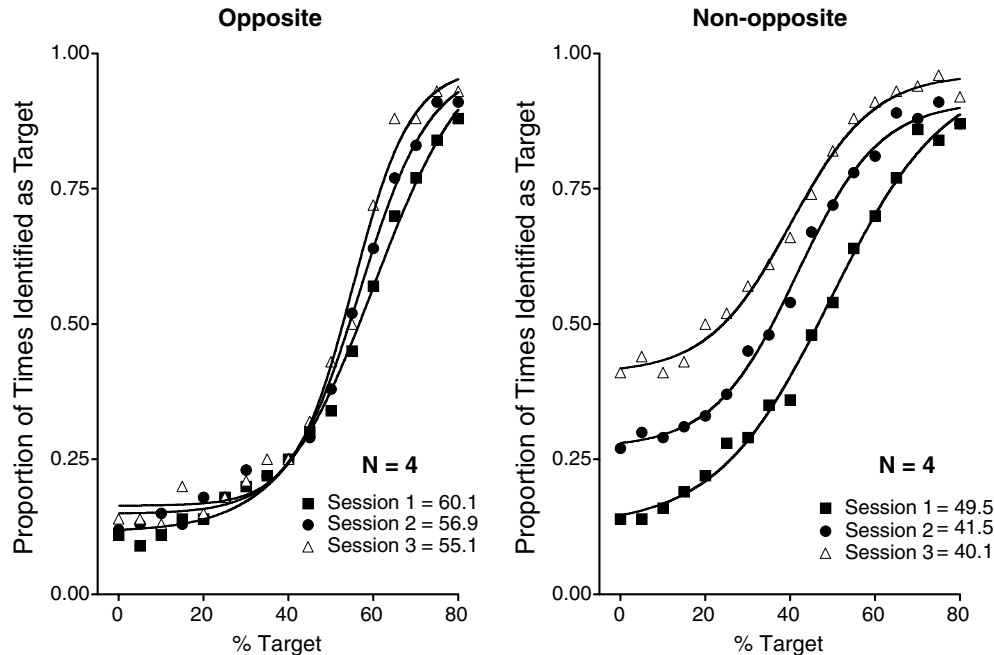 Opposite
Proportion of Times Identified as Target
1.00
0.75
0.50
0.25
0.00
N = 4
Session 1 = 60.1
Session 2 = 56.9
Session 3 = 55.1
0 20 40 60 80
% Target
Non-opposite
Proportion of Times Identified as Target
1.00
0.75
0.50
0.25
0.00
N = 4
Session 1 = 49.5
Session 2 = 41.5
Session 3 = 40.1
0 20 40 60 80
% Target